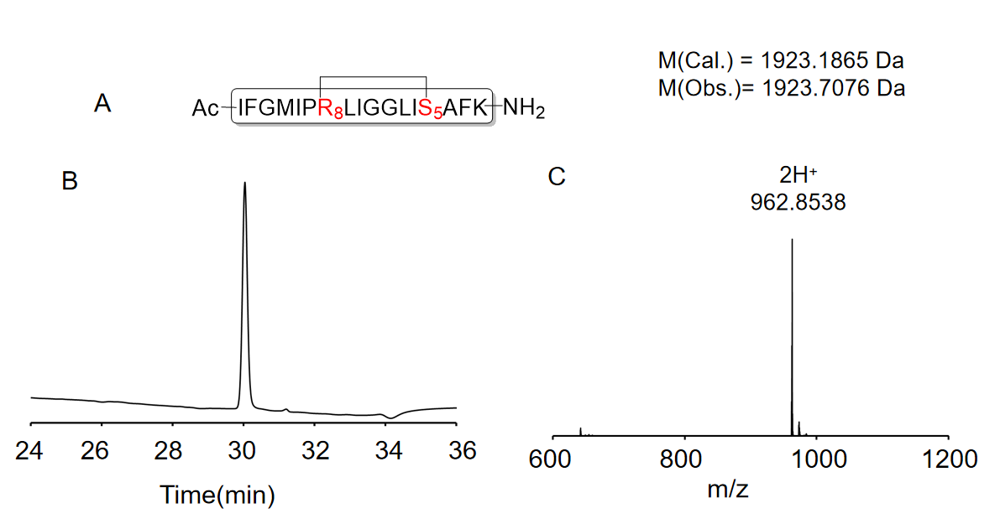 M(Cal.) = 1923.1865 Da
M(Obs.)= 1923.7076 Da
A
Ac-IFGMIPR₈LIGGLIS₅AFK-NH₂
B
24 26 28 30 32 34 36
Time(min)
C
2H⁺
962.8538
600 800 1000 1200
m/z